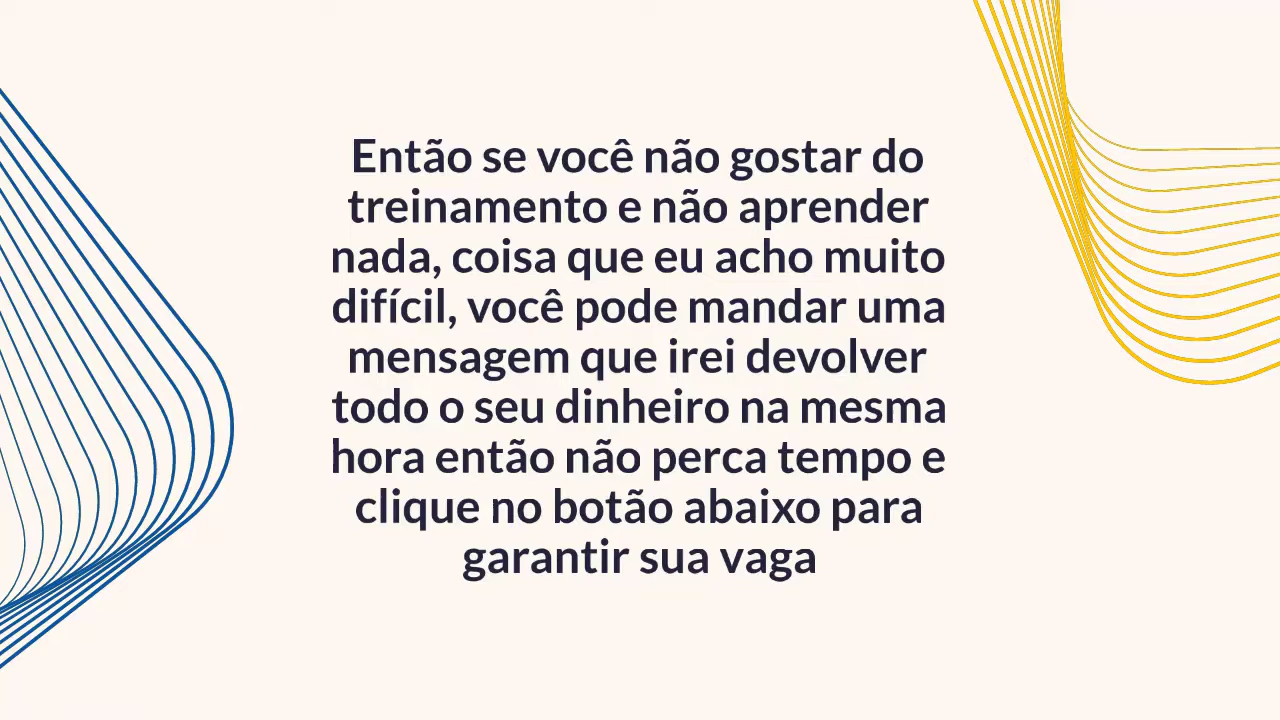 Então se você não gostar do
treinamento e não aprender
nada, coisa que eu acho muito
difícil, você pode mandar uma
mensagem que irei devolver
todo o seu dinheiro na mesma
hora então não perca tempo e
clique no botão abaixo para
garantir sua vaga